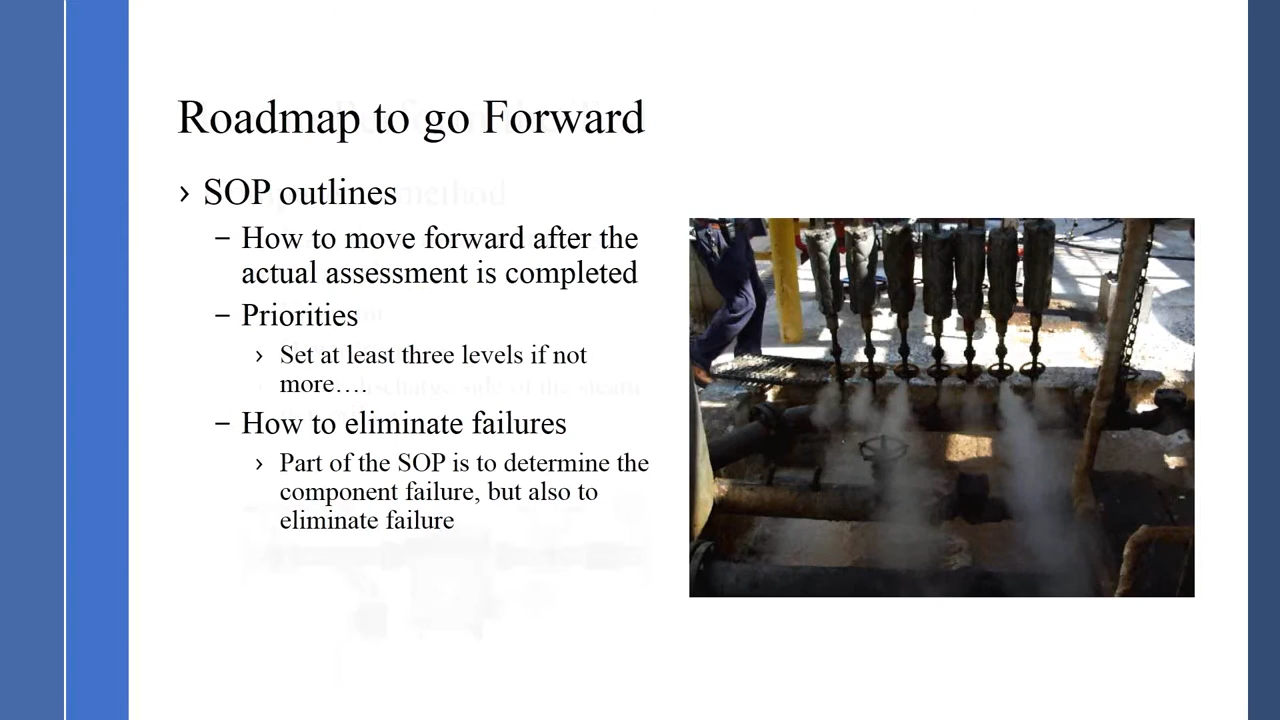 Roadmap to go Forward
› SOP outlines
– How to move forward after the
actual assessment is completed
– Priorities
› Set at least three levels if not
more….
– How to eliminate failures
› Part of the SOP is to determine the
component failure, but also to
eliminate failure